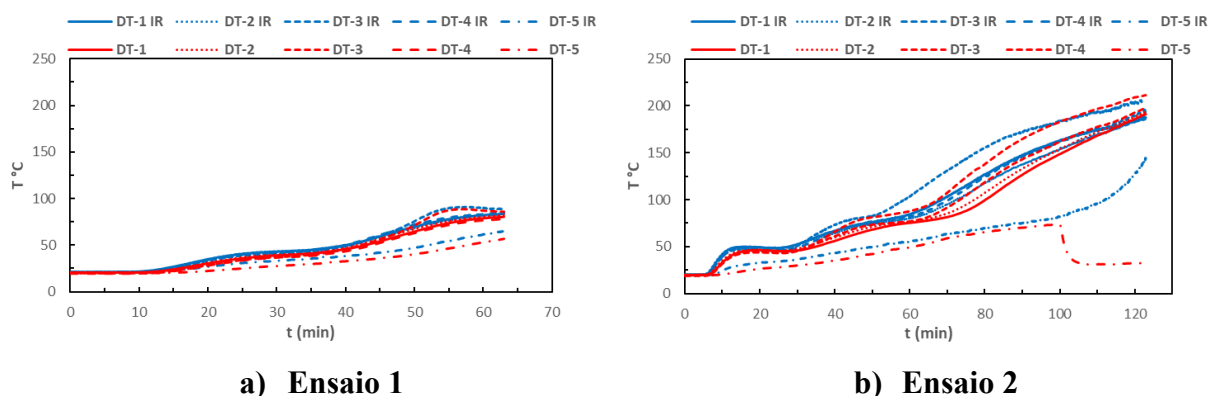 DT-1 IR DT-2 IR DT-3 IR DT-4 IR DT-5 IR
DT-1 DT-2 DT-3 DT-4 DT-5
250
200
150
100
50
0
T °C
0 10 20 30 40 50 60 70
t (min)
a) Ensaio 1
DT-1 IR DT-2 IR DT-3 IR DT-4 IR DT-5 IR
DT-1 DT-2 DT-3 DT-4 DT-5
250
200
150
100
50
0
T °C
0 20 40 60 80 100 120
t (min)
b) Ensaio 2